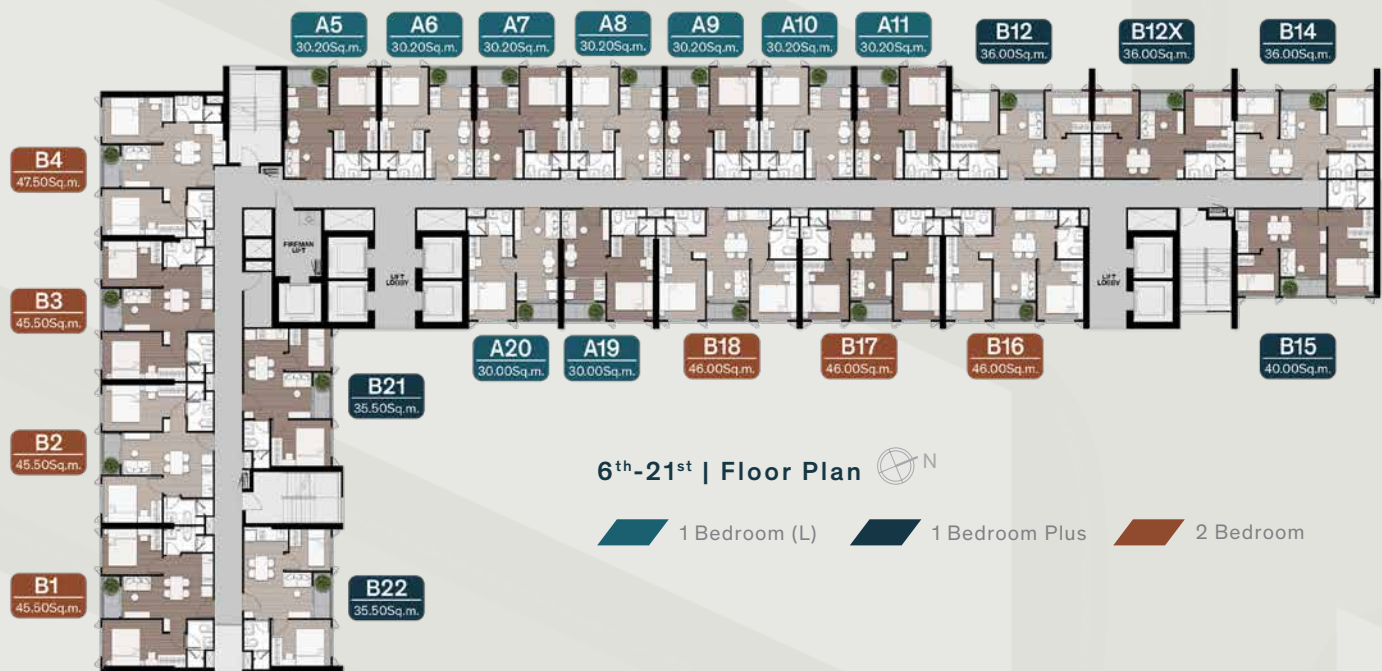 A5
30.20Sq.m.
A6
30.20Sq.m.
A7
30.20Sq.m.
A8
30.20Sq.m.
A9
30.20Sq.m.
A10
30.20Sq.m.
A11
30.20Sq.m.
B12
36.00Sq.m.
B12X
36.00Sq.m.
B14
36.00Sq.m.
B4
47.50Sq.m.
FIREMAN
LIFT
LIFT
LOBBY
LIFT
LOBBY
B3
45.50Sq.m.
A20
30.00Sq.m.
A19
30.00Sq.m.
B18
46.00Sq.m.
B17
46.00Sq.m.
B16
46.00Sq.m.
B15
40.00Sq.m.
B21
35.50Sq.m.
B2
45.50Sq.m.
6th-21st | Floor Plan
N
1 Bedroom (L)
1 Bedroom Plus
2 Bedroom
B1
45.50Sq.m.
B22
35.50Sq.m.